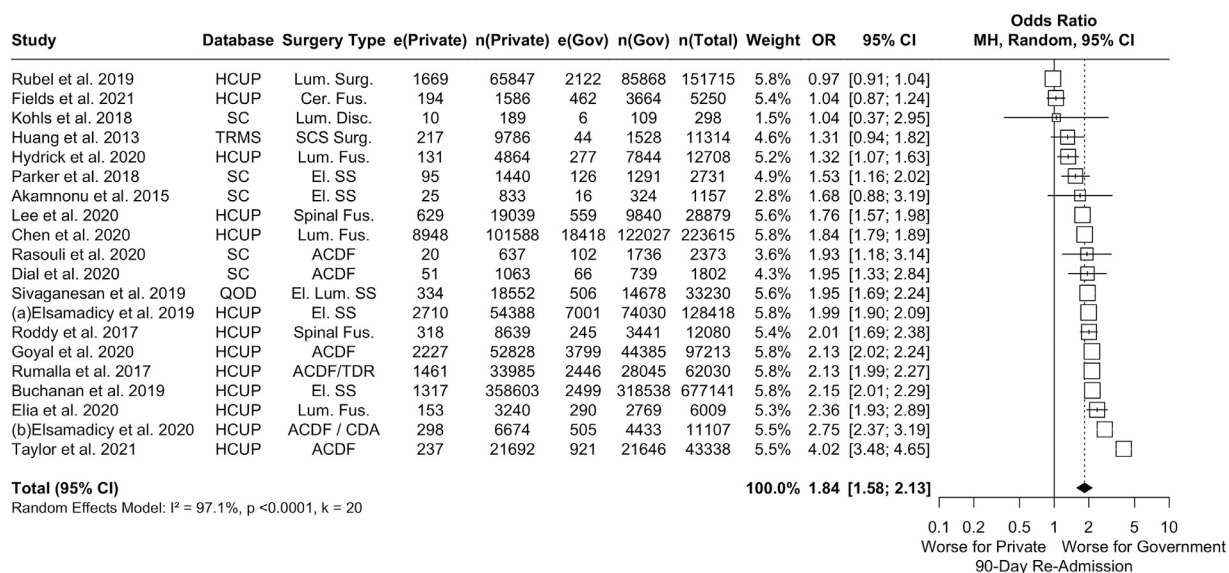 Odds Ratio
Study Database Surgery Type e(Private) n(Private) e(Gov) n(Gov) n(Total) Weight OR 95% CI MH, Random, 95% CI
Rubel et al. 2019 HCUP Lum. Surg. 1669 65847 2122 85868 151715 5.8% 0.97 [0.91; 1.04]
Fields et al. 2021 HCUP Cer. Fus. 194 1586 462 3664 5250 5.4% 1.04 [0.87; 1.24]
Kohls et al. 2018 SC Lum. Disc. 10 189 6 109 298 1.4% 1.04 [0.37; 2.95]
Huang et al. 2013 TRMS SCS Surg. 217 9786 44 1528 11314 4.6% 1.31 [0.94; 1.82]
Hydrick et al. 2020 HCUP Lum. Fus. 131 4864 277 7844 12708 5.2% 1.32 [1.07; 1.63]
Parker et al. 2018 SC El. SS 95 1440 126 1291 2731 4.9% 1.53 [1.16; 2.02]
Akamnonu et al. 2015 SC El. SS 25 833 16 324 1157 2.8% 1.68 [0.88; 3.19]
Lee et al. 2020 HCUP Spinal Fus. 629 19039 559 9840 28879 5.6% 1.76 [1.57; 1.98]
Chen et al. 2020 HCUP Lum. Fus. 8948 101588 18418 122027 223615 5.8% 1.84 [1.79; 1.89]
Rasouli et al. 2020 SC ACDF 20 637 102 1736 2373 3.6% 1.93 [1.18; 3.14]
Dial et al. 2020 SC ACDF 51 1063 66 739 1802 4.3% 1.95 [1.33; 2.84]
Sivaganesan et al. 2019 QOD El. Lum. SS 334 18552 506 14678 33230 5.6% 1.95 [1.69; 2.24]
(a)Elsamadicy et al. 2019 HCUP El. SS 2710 54388 7001 74030 128418 5.8% 1.99 [1.90; 2.09]
Roddy et al. 2017 HCUP Spinal Fus. 318 8639 245 3441 12080 5.4% 2.01 [1.69; 2.38]
Goyal et al. 2020 HCUP ACDF 2227 52828 3799 44385 97213 5.8% 2.13 [2.02; 2.24]
Rumalla et al. 2017 HCUP ACDF/TDR 1461 33985 2446 28045 62030 5.8% 2.13 [1.99; 2.27]
Buchanan et al. 2019 HCUP El. SS 1317 358603 2499 318538 677141 5.8% 2.15 [2.01; 2.29]
Elia et al. 2020 HCUP Lum. Fus. 153 3240 290 2769 6009 5.3% 2.36 [1.93; 2.89]
(b)Elsamadicy et al. 2020 HCUP ACDF / CDA 298 6674 505 4433 11107 5.5% 2.75 [2.37; 3.19]
Taylor et al. 2021 HCUP ACDF 237 21692 921 21646 43338 5.5% 4.02 [3.48; 4.65]
Total (95% CI) 100.0% 1.84 [1.58; 2.13]
Random Effects Model: I² = 97.1%, p <0.0001, k = 20
0.1 0.2 0.5 1 2 5 10
Worse for Private Worse for Government
90-Day Re-Admission